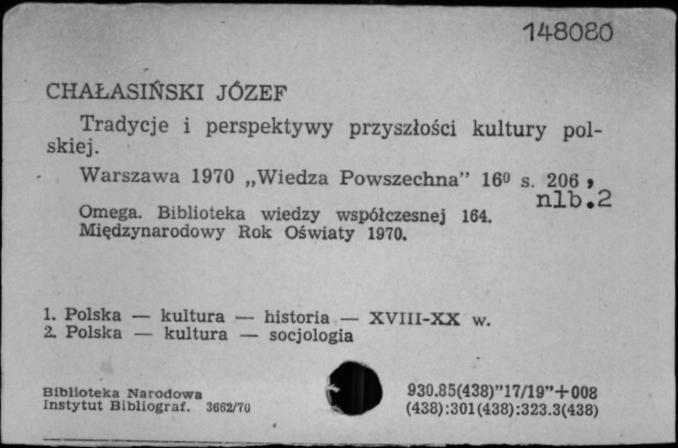 148080
CHAŁASIŃSKI JÓZEF
Tradycje i perspektywy przyszłości kultury pol-
skiej.
Warszawa 1970 „Wiedza Powszechna” 16⁰ s. 206 ,
nlb.2
Omega. Biblioteka wiedzy współczesnej 164.
Międzynarodowy Rok Oświaty 1970.
1. Polska — kultura — historia — XVIII-XX w.
2. Polska — kultura — socjologia
Biblioteka Narodowa
Instytut Bibliograf. 3662/70
930.85(438)”17/19”+008
(438):301(438):323.3(438)